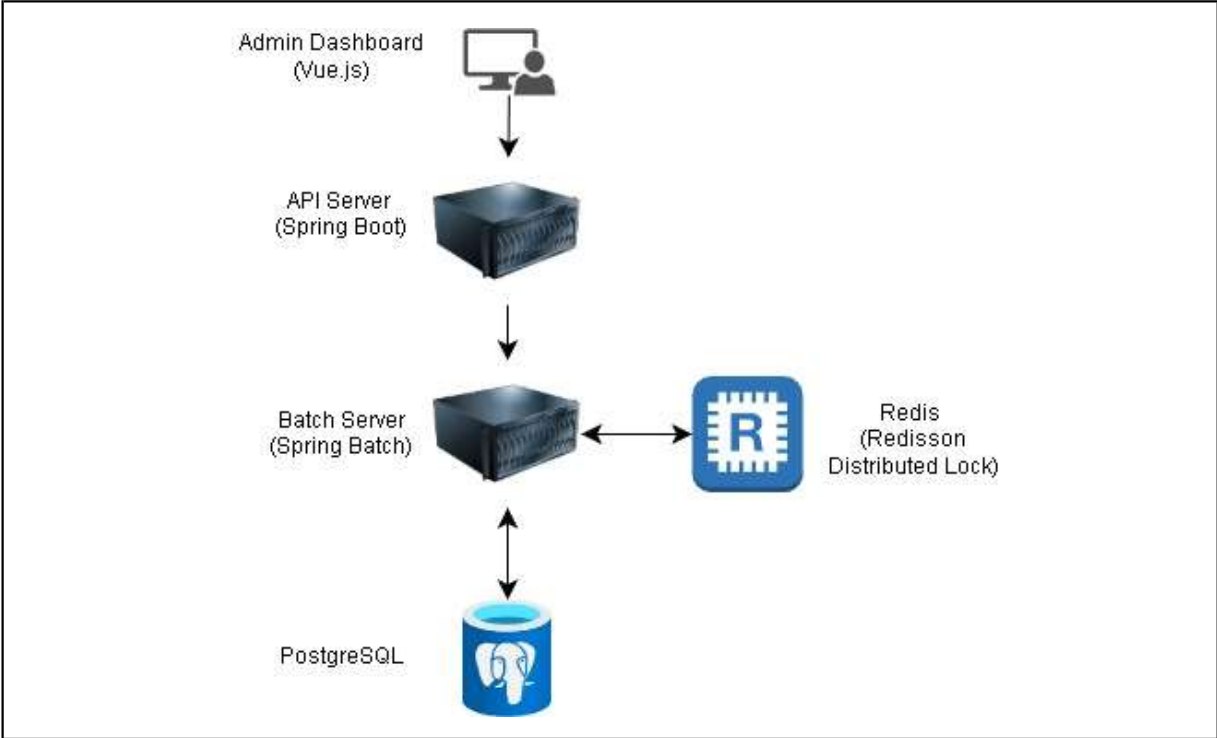 Admin Dashboard
(Vue.js)
API Server
(Spring Boot)
Batch Server
(Spring Batch)
R
Redis
(Redisson
Distributed Lock)
PostgreSQL